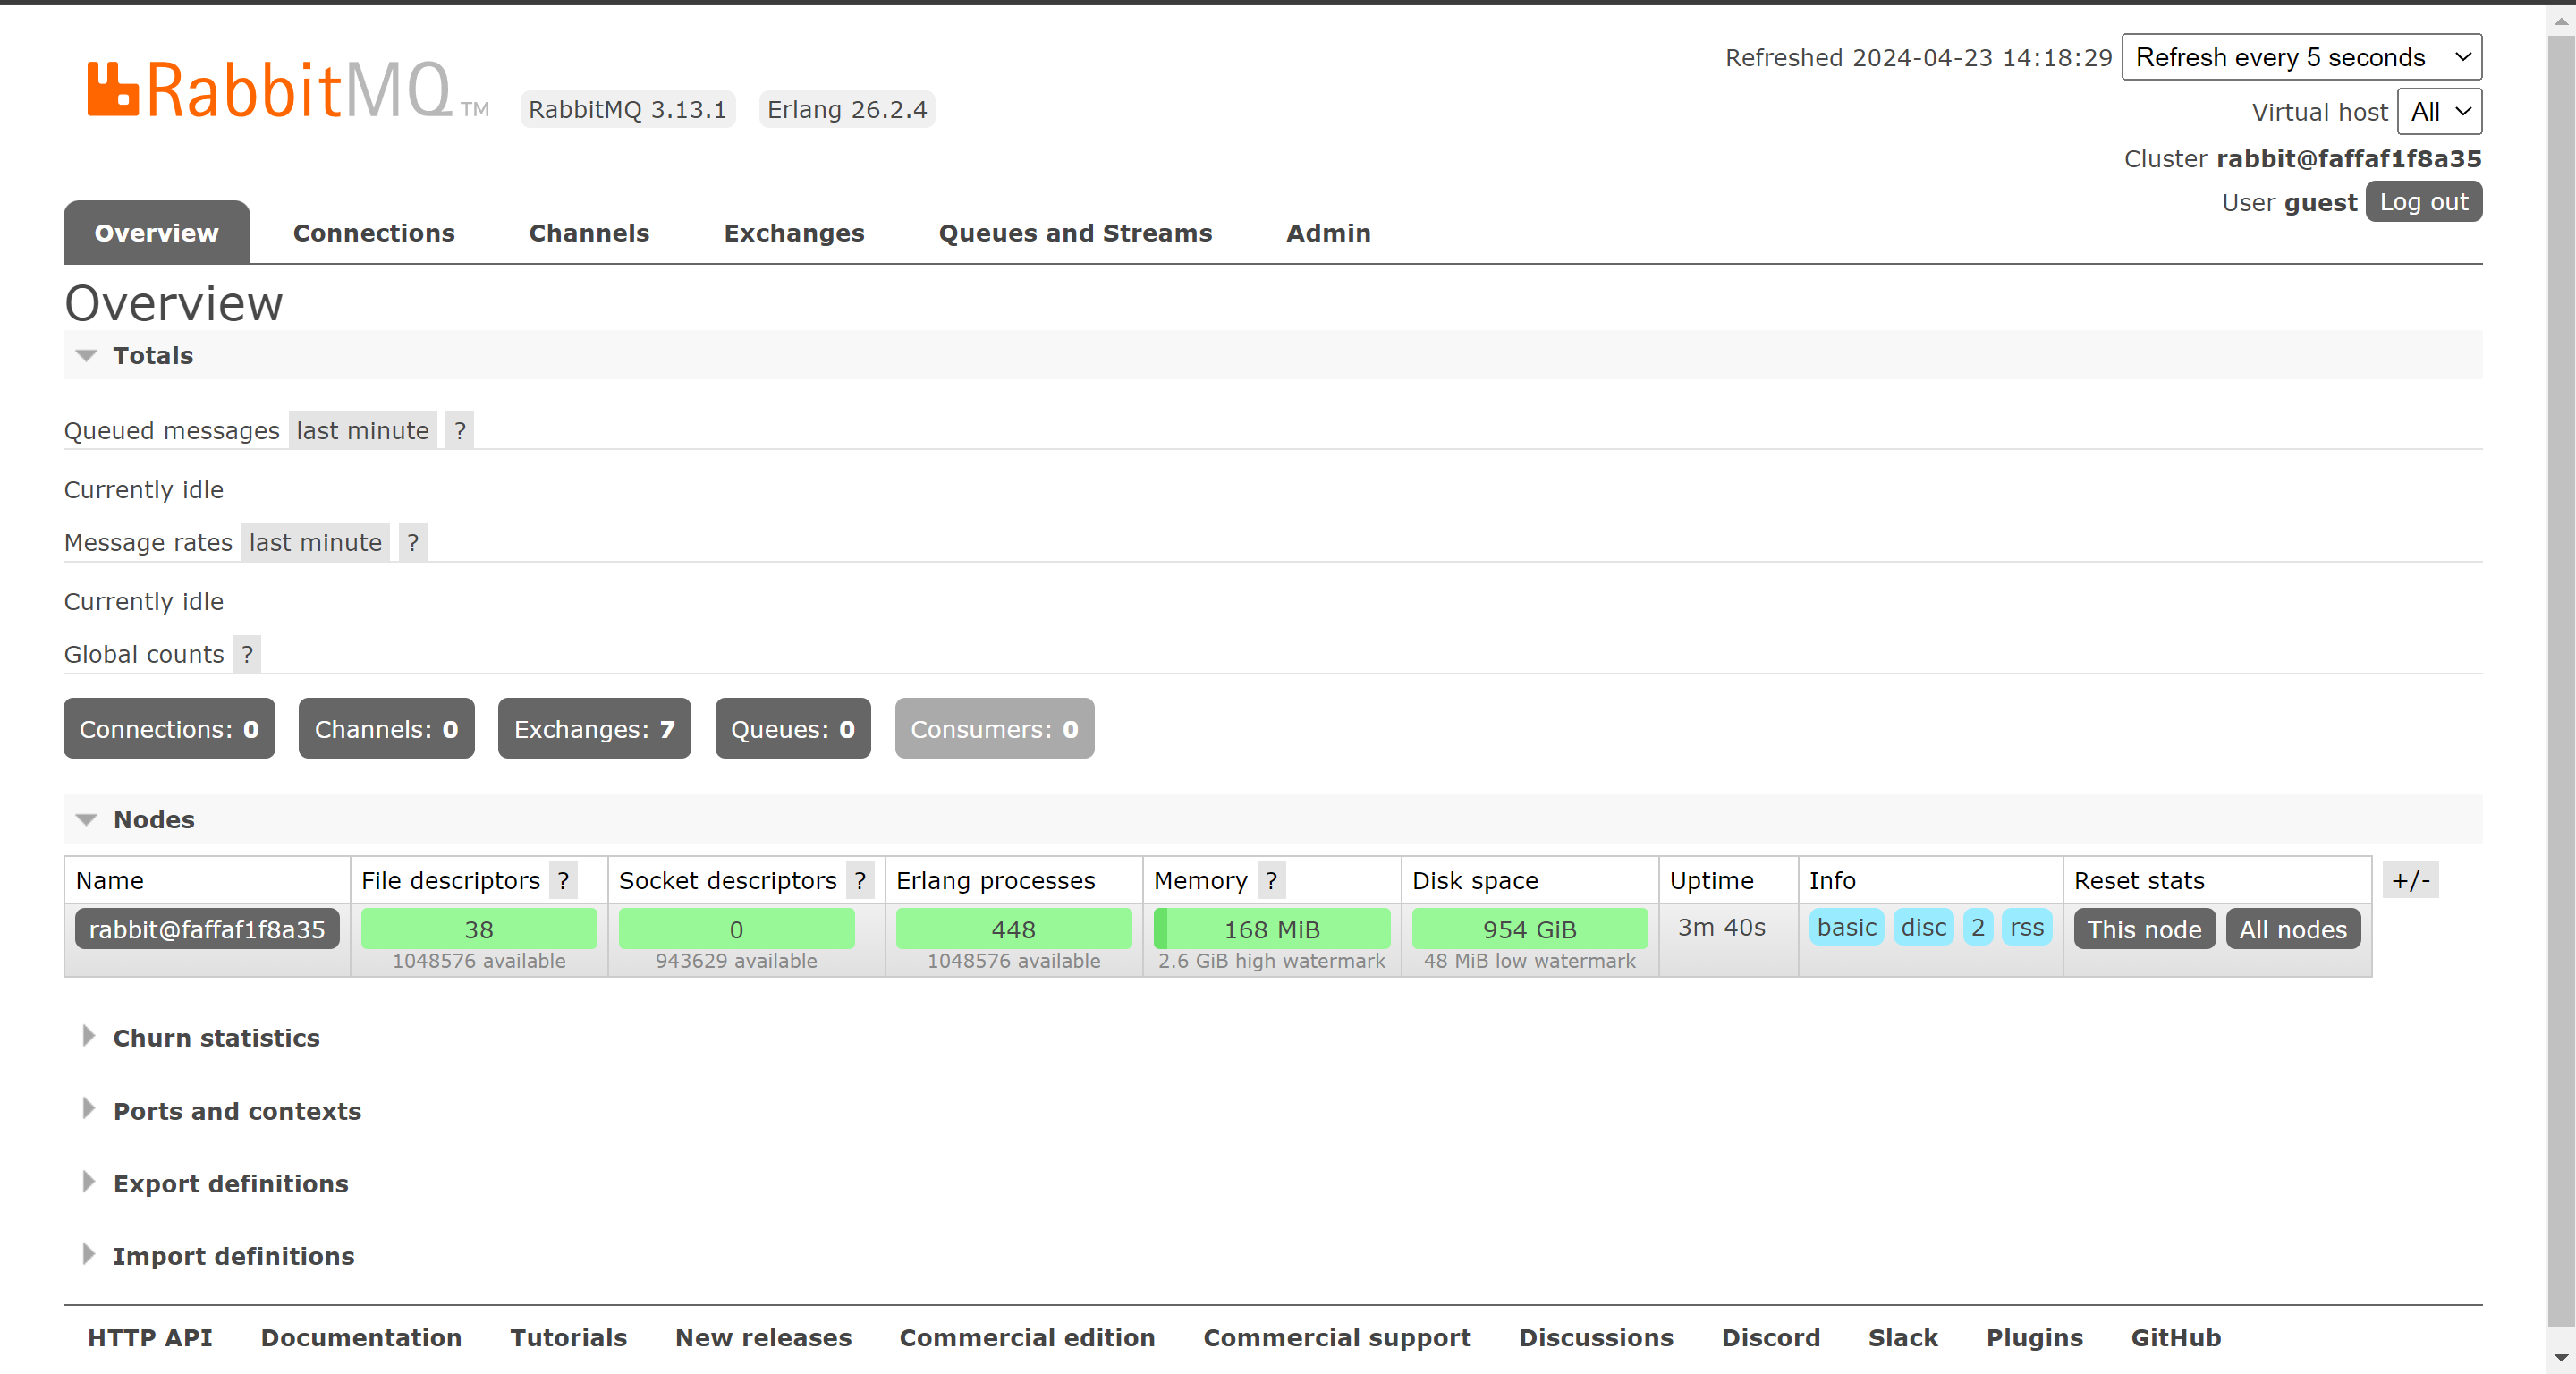 RabbitMQ TM RabbitMQ 3.13.1 Erlang 26.2.4
Refreshed 2024-04-23 14:18:29 Refresh every 5 seconds
Virtual host All
Cluster rabbit@faffaf1f8a35
User guest Log out
Overview Connections Channels Exchanges Queues and Streams Admin
Overview
Totals
Queued messages last minute ?
Currently idle
Message rates last minute ?
Currently idle
Global counts ?
Connections: 0 Channels: 0 Exchanges: 7 Queues: 0 Consumers: 0
Nodes
Name File descriptors ? Socket descriptors ? Erlang processes Memory ? Disk space Uptime Info Reset stats +/-
rabbit@faffaf1f8a35 38 0 448 168 MiB 954 GiB 3m 40s basic disc 2 rss This node All nodes
1048576 available 943629 available 1048576 available 2.6 GiB high watermark 48 MiB low watermark
Churn statistics
Ports and contexts
Export definitions
Import definitions
HTTP API Documentation Tutorials New releases Commercial edition Commercial support Discussions Discord Slack Plugins GitHub